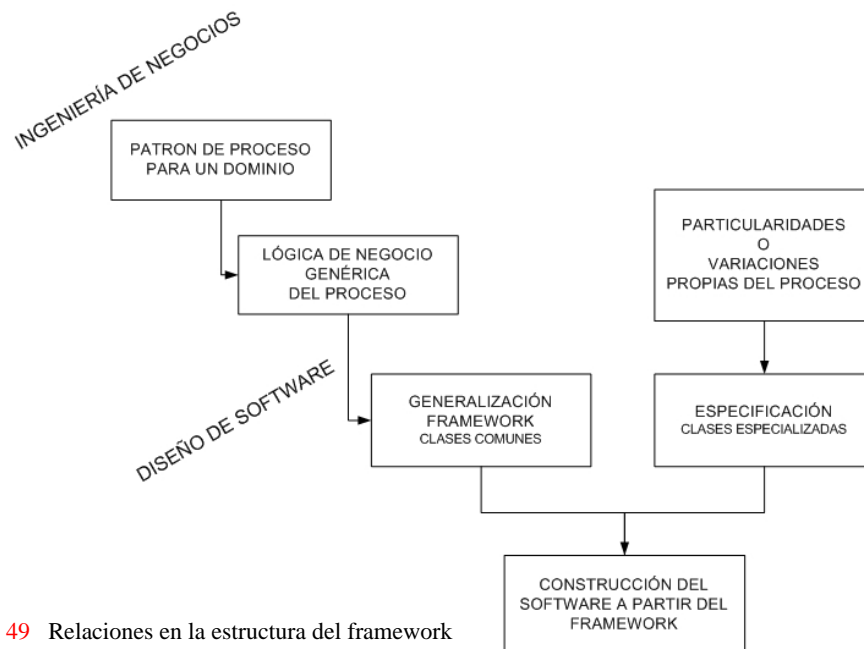 INGENIERÍA DE NEGOCIOS
PATRON DE PROCESO
PARA UN DOMINIO
LÓGICA DE NEGOCIO
GENÉRICA
DEL PROCESO
PARTICULARIDADES
O
VARIACIONES
PROPIAS DEL PROCESO
DISEÑO DE SOFTWARE
GENERALIZACIÓN
FRAMEWORK
CLASES COMUNES
ESPECIFICACIÓN
CLASES ESPECIALIZADAS
CONSTRUCCIÓN DEL
SOFTWARE A PARTIR DEL
FRAMEWORK
49 Relaciones en la estructura del framework